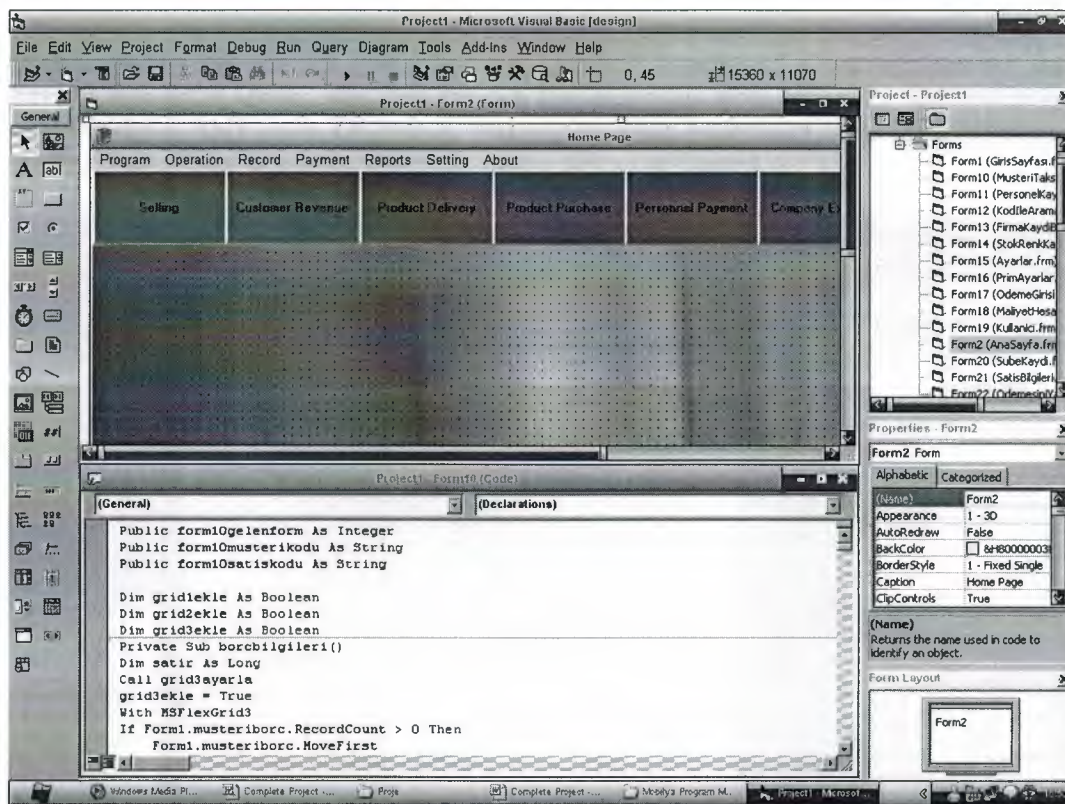 Project1 - Microsoft Visual Basic [design]
File Edit View Project Format Debug Run Query Diagram Tools Add-Ins Window Help
0, 45
15360 x 11070
General
Project1 - Form2 (Form)
Home Page
Program Operation Record Payment Reports Setting About
Selling
Customer Revenue
Product Delivery
Product Purchase
Personnal Payment
Company E
Project1 - Form10 (Code)
(General)
(Declarations)
Public form10gelenform As Integer
Public form10musterikodu As String
Public form10satiskodu As String
Dim grid1ekle As Boolean
Dim grid2ekle As Boolean
Dim grid3ekle As Boolean
Private Sub borcbilgileri()
Dim satir As Long
Call grid3ayarla
grid3ekle = True
With MSFlexGrid3
If Form1.musteriborc.RecordCount > 0 Then
Form1.musteriborc.MoveFirst
Project - Project1
Forms
Form1 (GirisSayfasi.f
Form10 (MusteriTaks
Form11 (PersonelKay
Form12 (KodIleAram
Form13 (FirmaKaydiB
Form14 (StokRenkKa
Form15 (Ayarlar.frm)
Form16 (PrimAyarlar.
Form17 (OdemeGirisi
Form18 (MaliyetHesa
Form19 (Kullanici.frm
Form2 (AnaSayfa.frm
Form20 (SubeKaydi.f
Form21 (SatisBilgileri
Form22 (OdemesiniY
Properties - Form2
Form2 Form
Alphabetic Categorized
(Name) Form2
Appearance 1 - 3D
AutoRedraw False
BackColor &H8000000
BorderStyle 1 - Fixed Single
Caption Home Page
ClipControls True
(Name)
Returns the name used in code to
identify an object.
Form Layout
Form2
Windows Media Pl...
Complete Project -...
Proje
Complete Project -...
Mobilya Program M...
Project1 - Microsof...